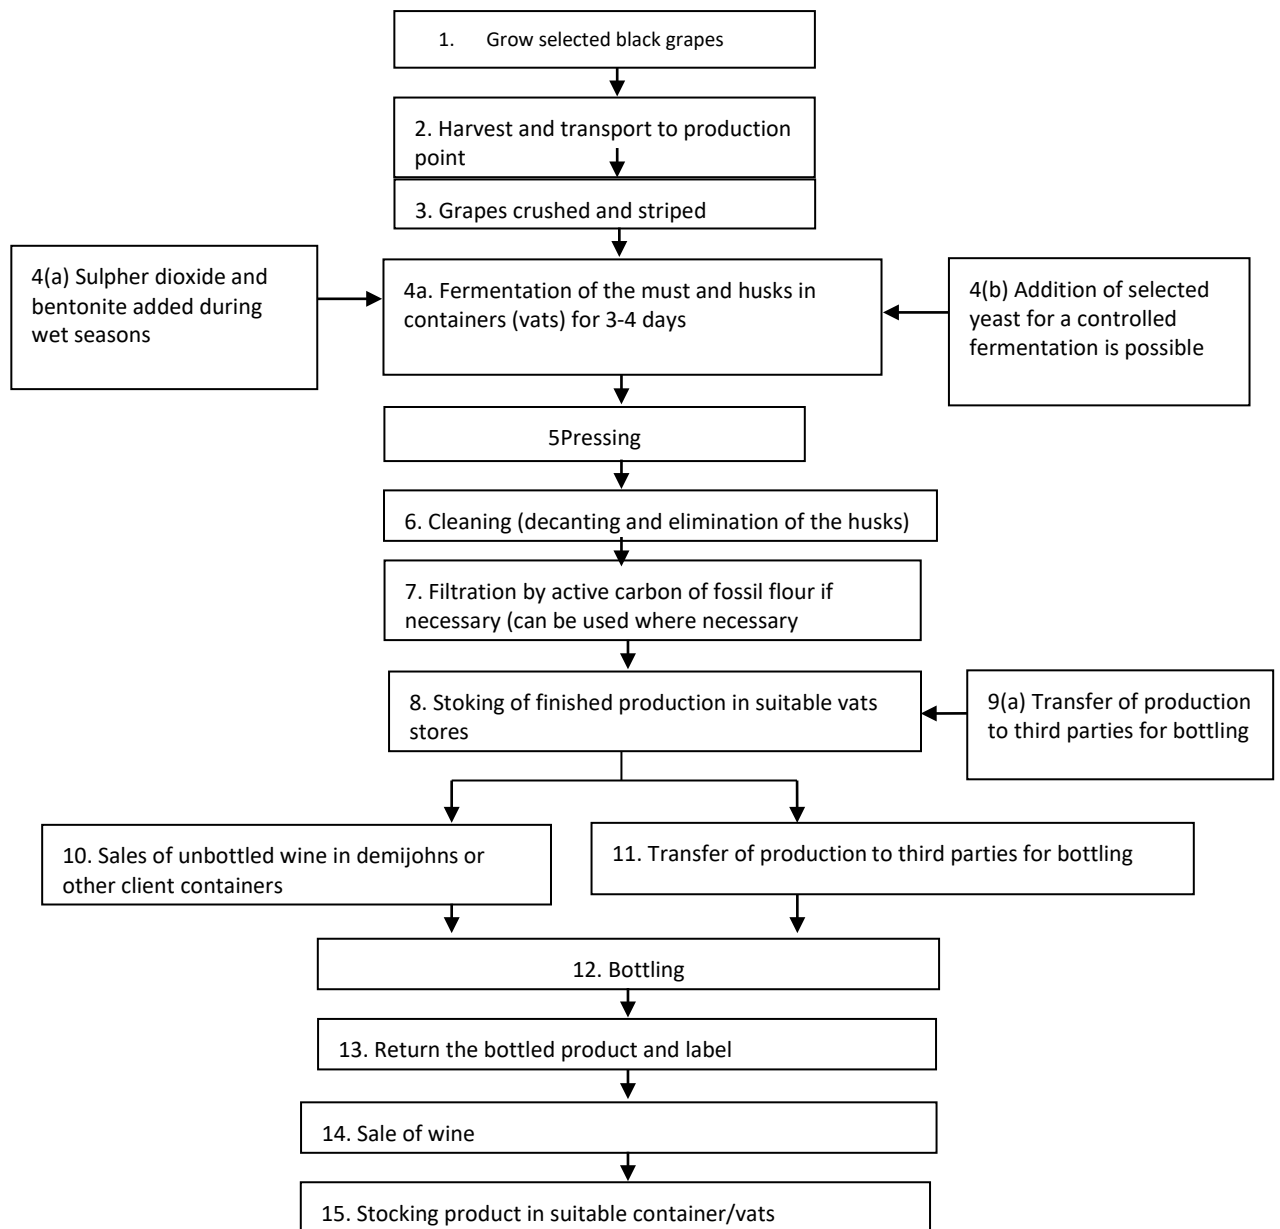 1. Grow selected black grapes
2. Harvest and transport to production
point
3. Grapes crushed and striped
4(a) Sulpher dioxide and
bentonite added during
wet seasons
4a. Fermentation of the must and husks in
containers (vats) for 3-4 days
4(b) Addition of selected
yeast for a controlled
fermentation is possible
5Pressing
6. Cleaning (decanting and elimination of the husks)
7. Filtration by active carbon of fossil flour if
necessary (can be used where necessary
8. Stoking of finished production in suitable vats
stores
9(a) Transfer of production
to third parties for bottling
10. Sales of unbottled wine in demijohns or
other client containers
11. Transfer of production to third parties for bottling
12. Bottling
13. Return the bottled product and label
14. Sale of wine
15. Stocking product in suitable container/vats